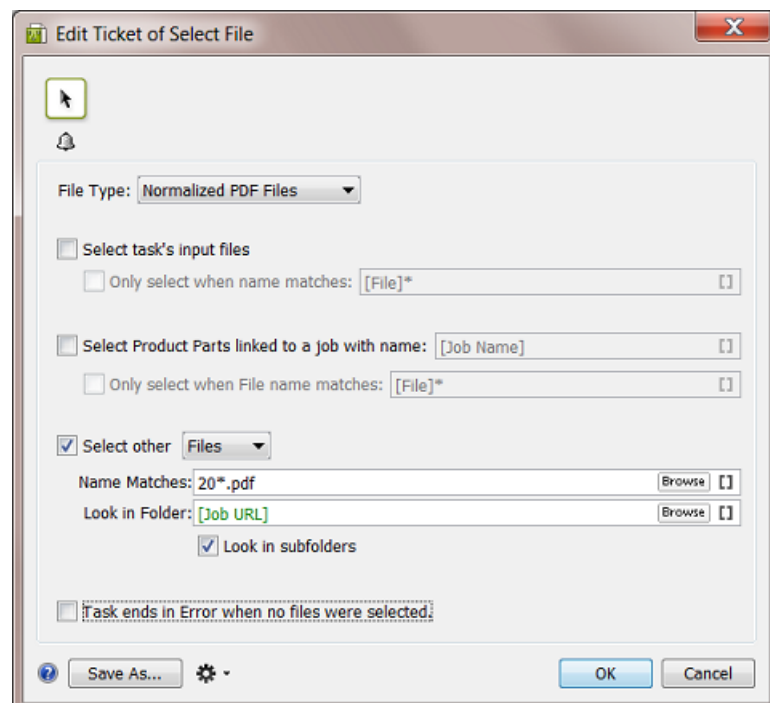 Edit Ticket of Select File
File Type: Normalized PDF Files
Select task's input files
Only select when name matches: [File]*
Select Product Parts linked to a job with name: [Job Name]
Only select when File name matches: [File]*
Select other Files
Name Matches: 20*.pdf Browse []
Look in Folder: [Job URL] Browse []
Look in subfolders
Task ends in Error when no files were selected.
Save As... OK Cancel